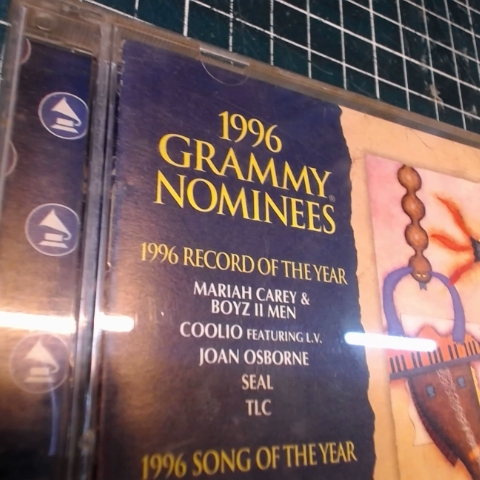 1996
GRAMMY®
NOMINEES
1996 RECORD OF THE YEAR
MARIAH CAREY &
BOYZ II MEN
COOLIO FEATURING L.V.
JOAN OSBORNE
SEAL
TLC
1996 SONG OF THE YEAR